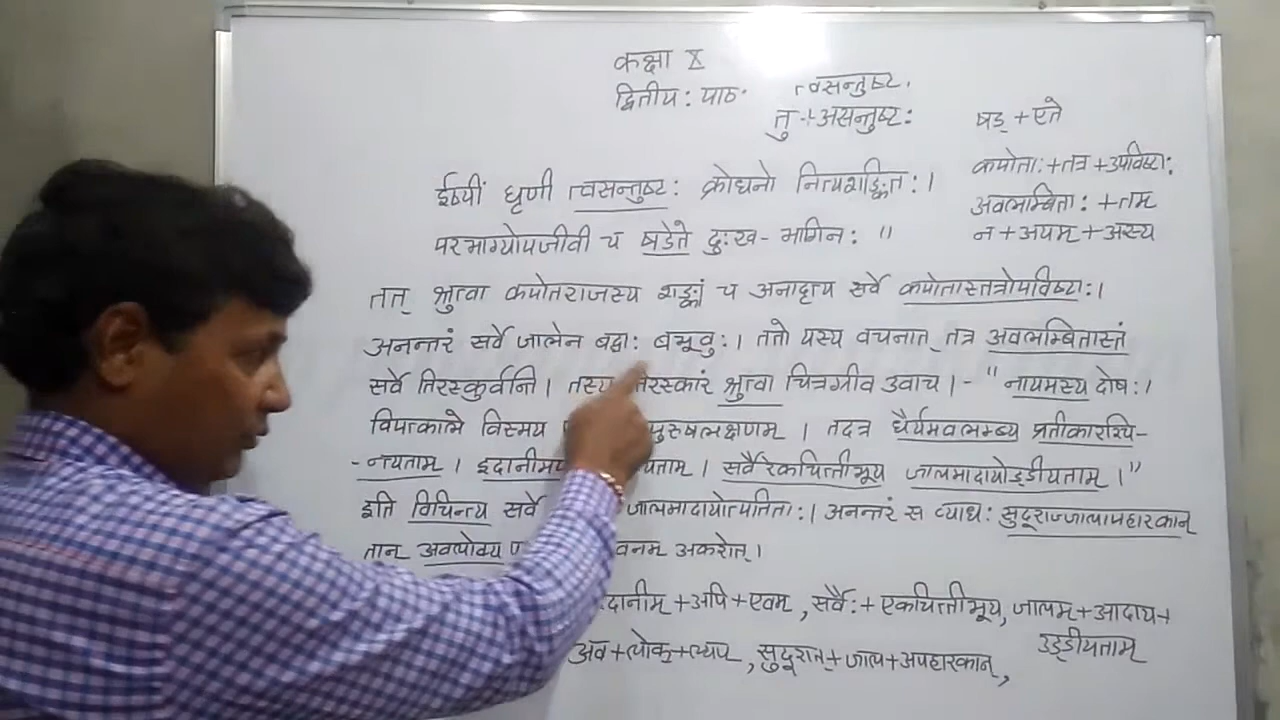 कक्षा X
द्वितीय: पाठ: त्वसन्तुष्ट.
तु + असन्तुष्ट: षड् + एते
कपोता: + तत्र + उपविष्टा:
ईर्ष्यी घृणी त्वसन्तुष्ट: क्रोधनो नित्यशङ्कित: । अवलम्बिता: + तम
परभाग्योपजीवी च षडेते दुःख - भागिन: ॥ न + अयम् + अस्य
तत् श्रुत्वा कपोतराजस्य शङ्कां च अनादृत्य सर्वे कपोतास्तत्रोपविष्टा: ।
अनन्तरं सर्वे जालेन बद्धा: बभूवु: । ततो यस्य वचनात् तत्र अवलम्बितास्तं
सर्वे तिरस्कुर्वन्ति । तस्य तिरस्कारं श्रुत्वा चित्रग्रीव उवाच । - " नायमस्य दोष: ।
विपत्काले विस्मय पुरुषलक्षणम् । तदत्र धैर्यमवलम्ब्य प्रतीकारश्चि-
- न्त्यताम् । इदानीमप यताम् । सर्वैरेकचित्तीभूय जालमादायोड्डीयताम् ।"
इति विचिन्त्य सर्वे जालमादायोत्पतिता: । अनन्तरं स व्याध: सुदूराज्जालापहारकान्
तान् अवलोक्य वनम अकरोत् ।
दानीम् + अपि + एवम् , सर्वै: + एकचित्तीभूय, जालम् + आदाय +
उड्डीयताम्
अव + लोक् + ल्यप् , सुदूरात् + जाल + अपहारकान् ,